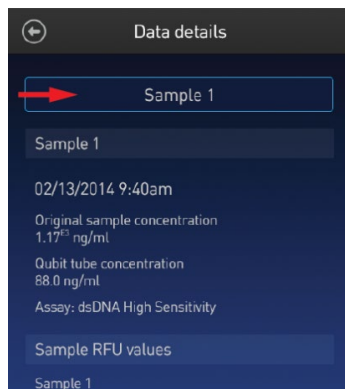 Data details
Sample 1
Sample 1
02/13/2014 9:40am
Original sample concentration
1.17ᴱ³ ng/ml
Qubit tube concentration
88.0 ng/ml
Assay: dsDNA High Sensitivity
Sample RFU values
Sample 1